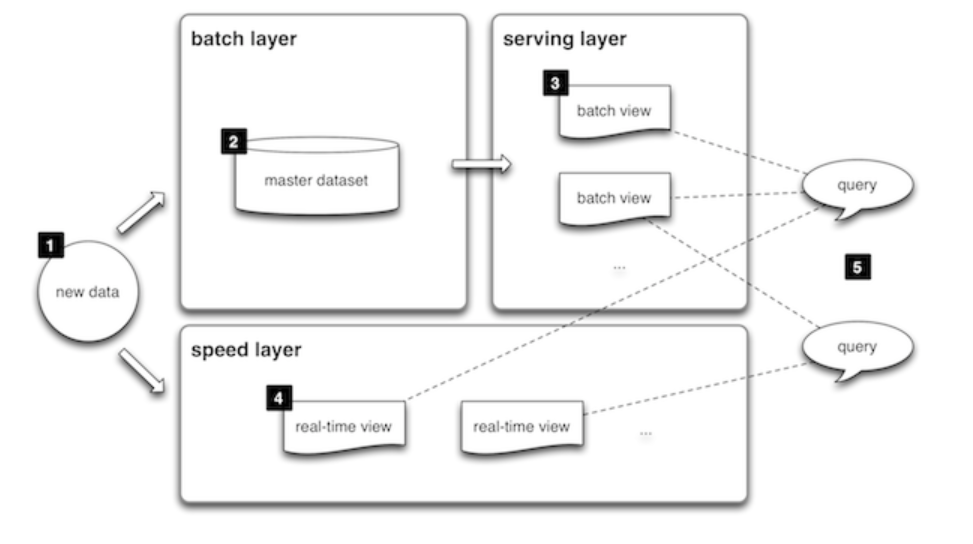 batch layer
serving layer
3
batch view
2
master dataset
batch view
query
1
new data
...
5
query
speed layer
4
real-time view
real-time view
...